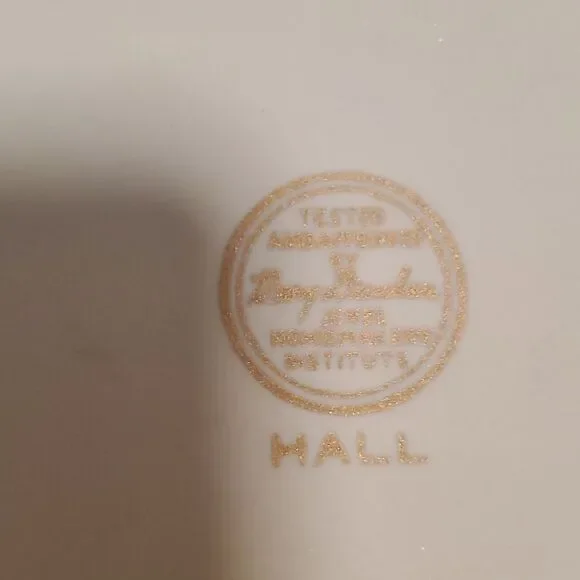 TESTED
AND APPROVED
BY
Mary Dunbar
JEWEL
HOMEMAKERS
INSTITUTE
HALL